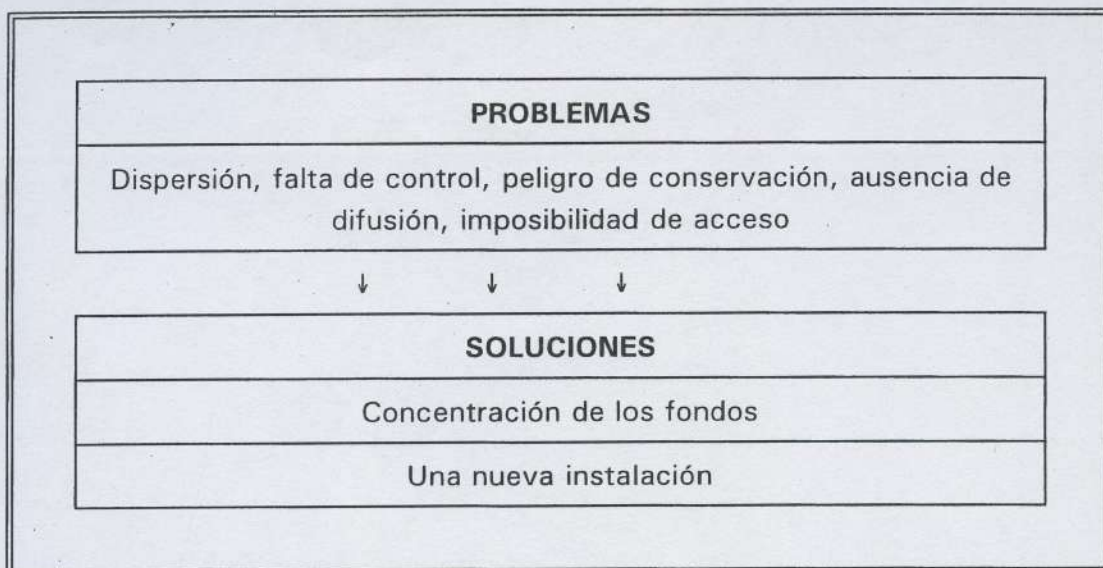 PROBLEMAS
Dispersión, falta de control, peligro de conservación, ausencia de
difusión, imposibilidad de acceso
↓ ↓ ↓
SOLUCIONES
Concentración de los fondos
Una nueva instalación